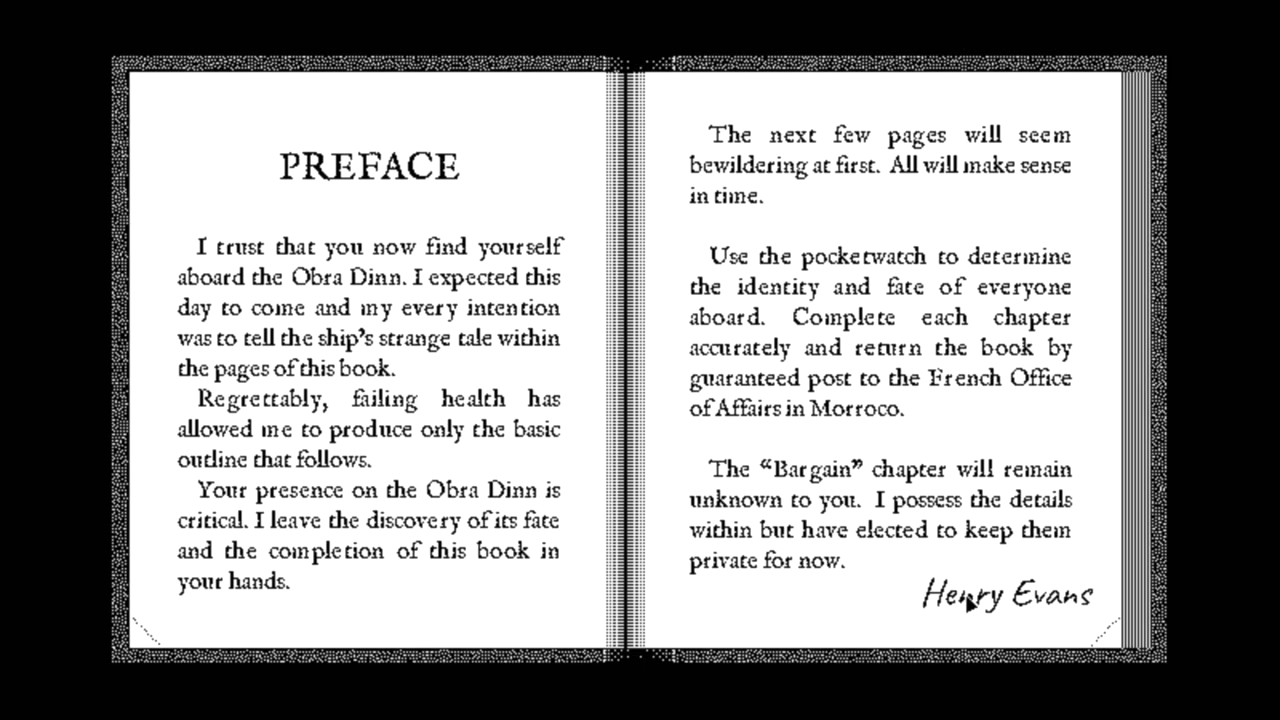 PREFACE
I trust that you now find yourself
aboard the Obra Dinn. I expected this
day to come and my every intention
was to tell the ship's strange tale within
the pages of this book.
Regrettably, failing health has
allowed me to produce only the basic
outline that follows.
Your presence on the Obra Dinn is
critical. I leave the discovery of its fate
and the completion of this book in
your hands.
The next few pages will seem
bewildering at first. All will make sense
in time.
Use the pocketwatch to determine
the identity and fate of everyone
aboard. Complete each chapter
accurately and return the book by
guaranteed post to the French Office
of Affairs in Morroco.
The “Bargain” chapter will remain
unknown to you. I possess the details
within but have elected to keep them
private for now.
Henry Evans